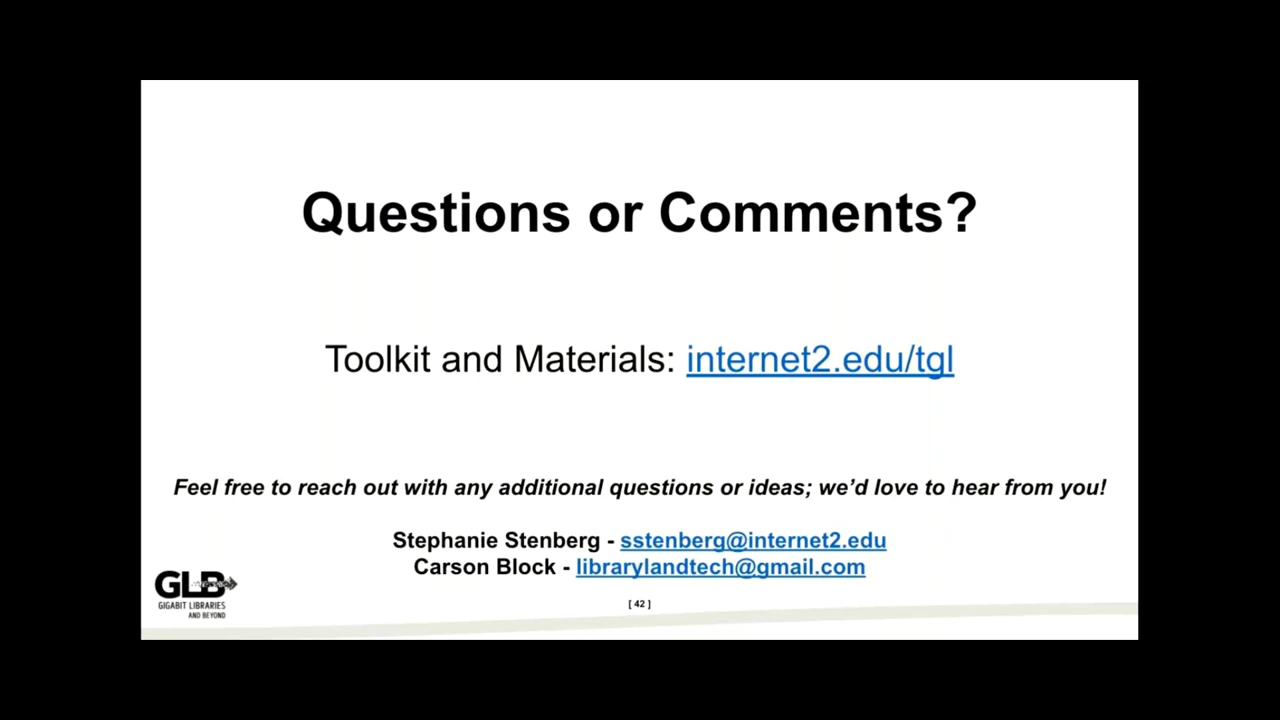 Questions or Comments?
Toolkit and Materials: internet2.edu/tgl
Feel free to reach out with any additional questions or ideas; we’d love to hear from you!
Stephanie Stenberg - sstenberg@internet2.edu
Carson Block - librarylandtech@gmail.com
GLB
GIGABIT LIBRARIES
AND BEYOND
[ 42 ]